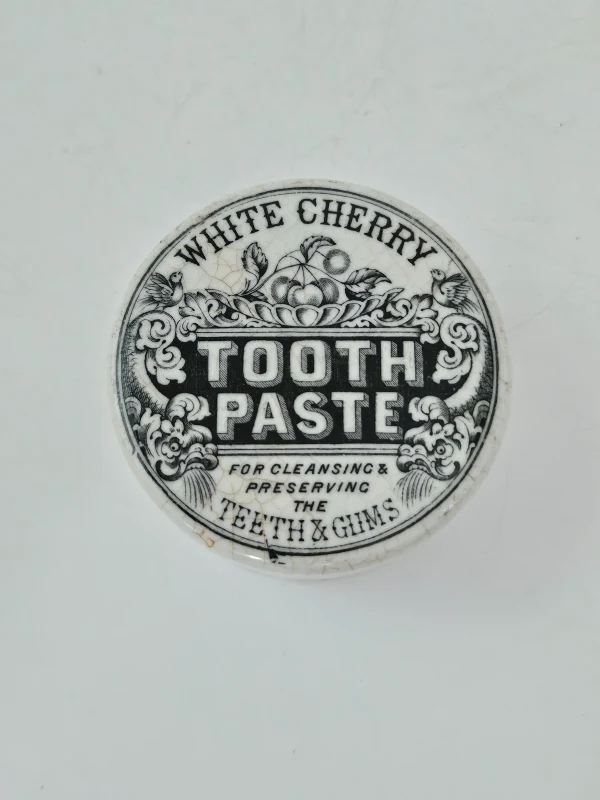 WHITE CHERRY
TOOTH
PASTE
FOR CLEANSING &
PRESERVING
THE
TEETH & GUMS